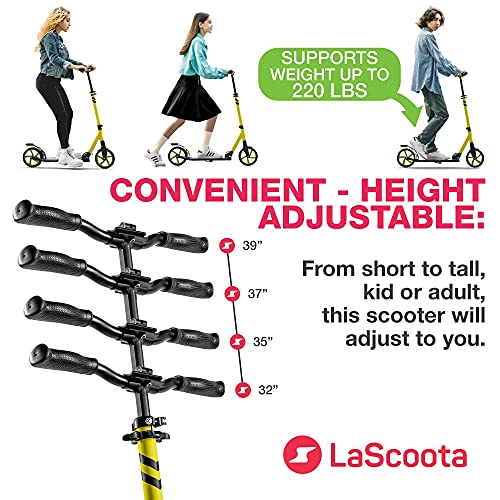 SUPPORTS
WEIGHT UP TO
220 LBS
CONVENIENT - HEIGHT
ADJUSTABLE:
39”
37”
35”
32”
From short to tall,
kid or adult,
this scooter will
adjust to you.
LaScoota